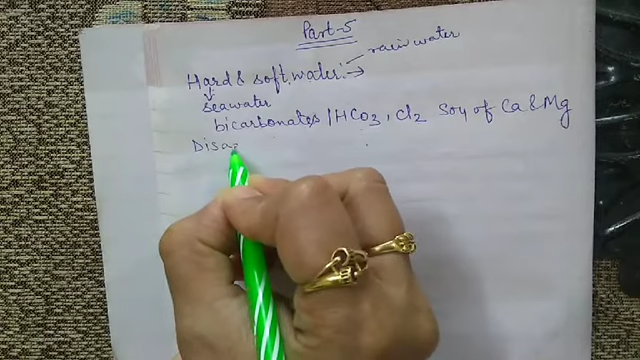 Part-5
rain water
Hard & soft water :- →
seawater
bicarbonates /HCO3, Cl2 SO4 of Ca & Mg
Disa